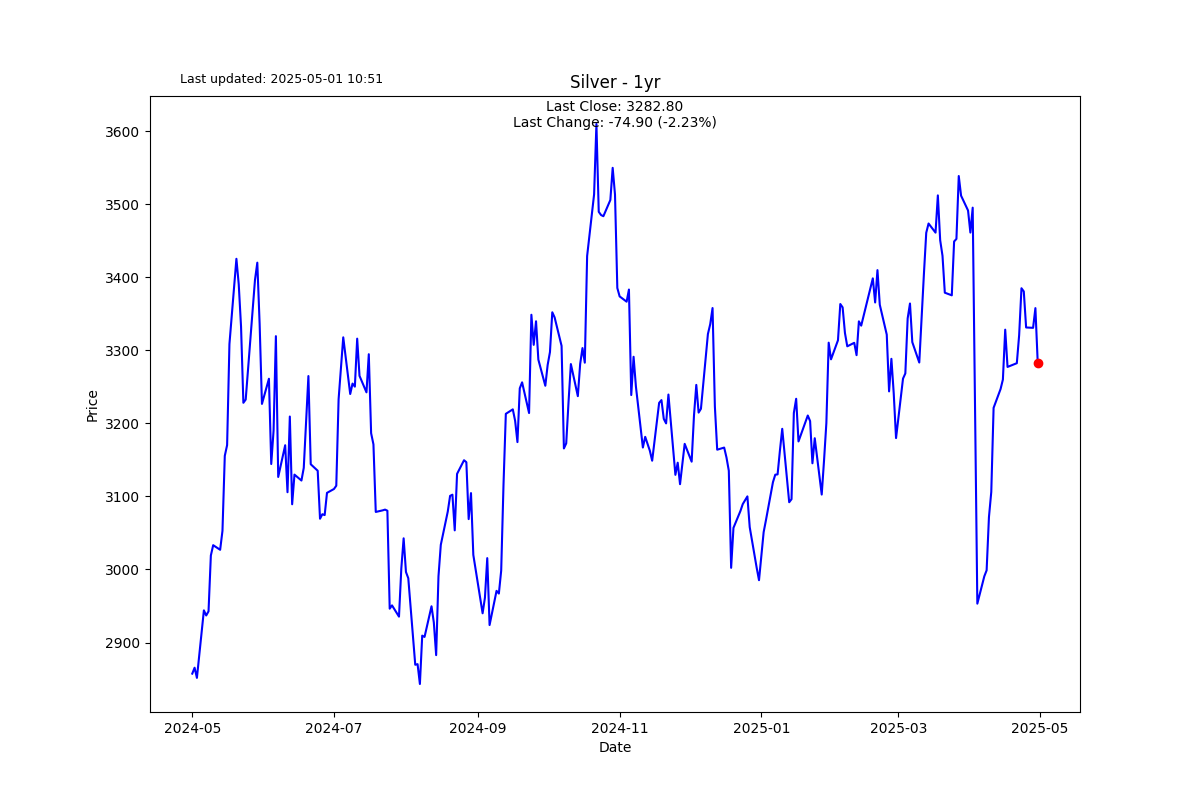 Last updated: 2025-05-01 10:51
Silver - 1yr
Last Close: 3282.80
Last Change: -74.90 (-2.23%)
3600
3500
3400
3300
3200
3100
3000
2900
Price
2024-05
2024-07
2024-09
2024-11
2025-01
2025-03
2025-05
Date